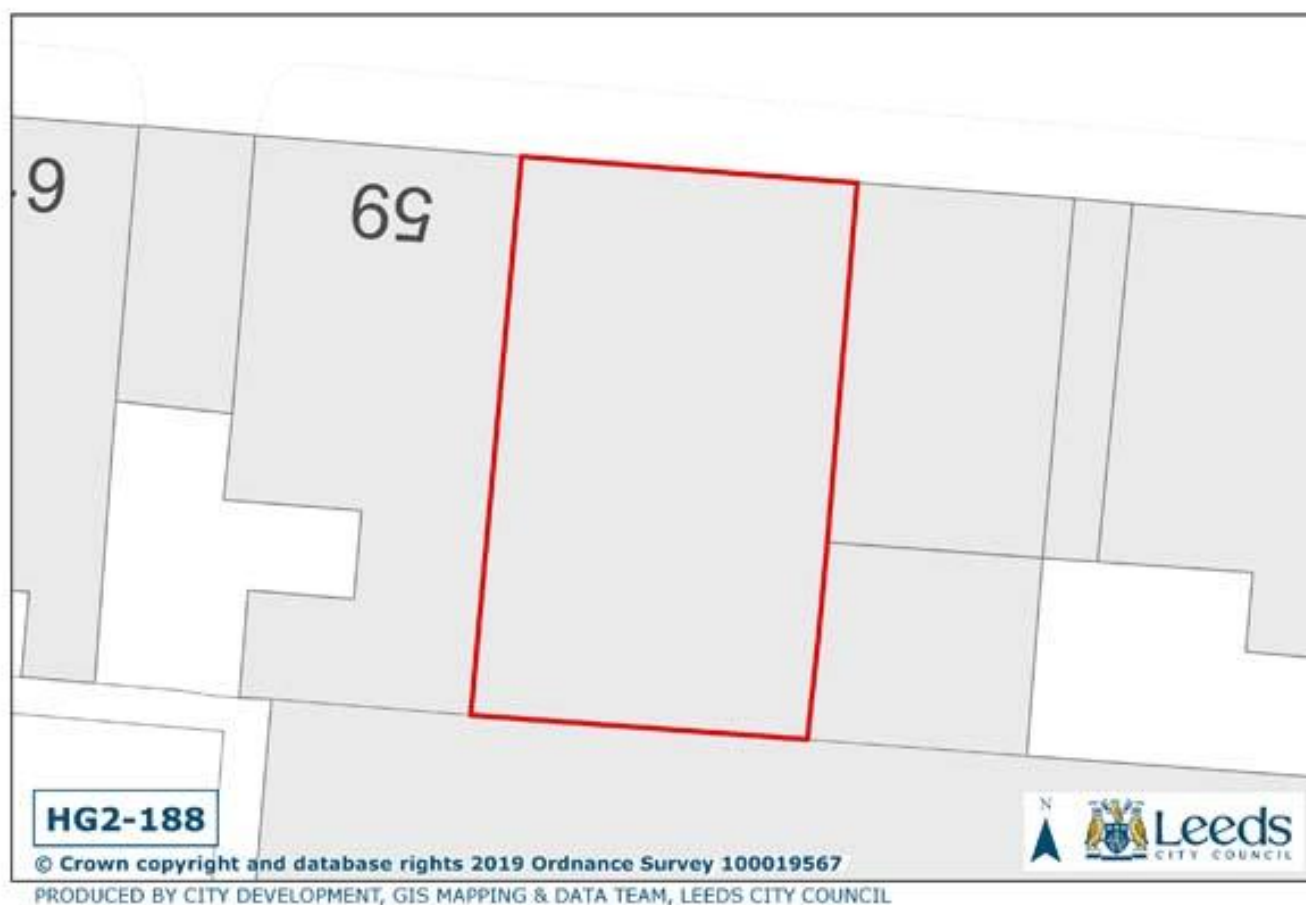 59
HG2-188
© Crown copyright and database rights 2019 Ordnance Survey 100019567
N
Leeds
CITY COUNCIL
PRODUCED BY CITY DEVELOPMENT, GIS MAPPING & DATA TEAM, LEEDS CITY COUNCIL